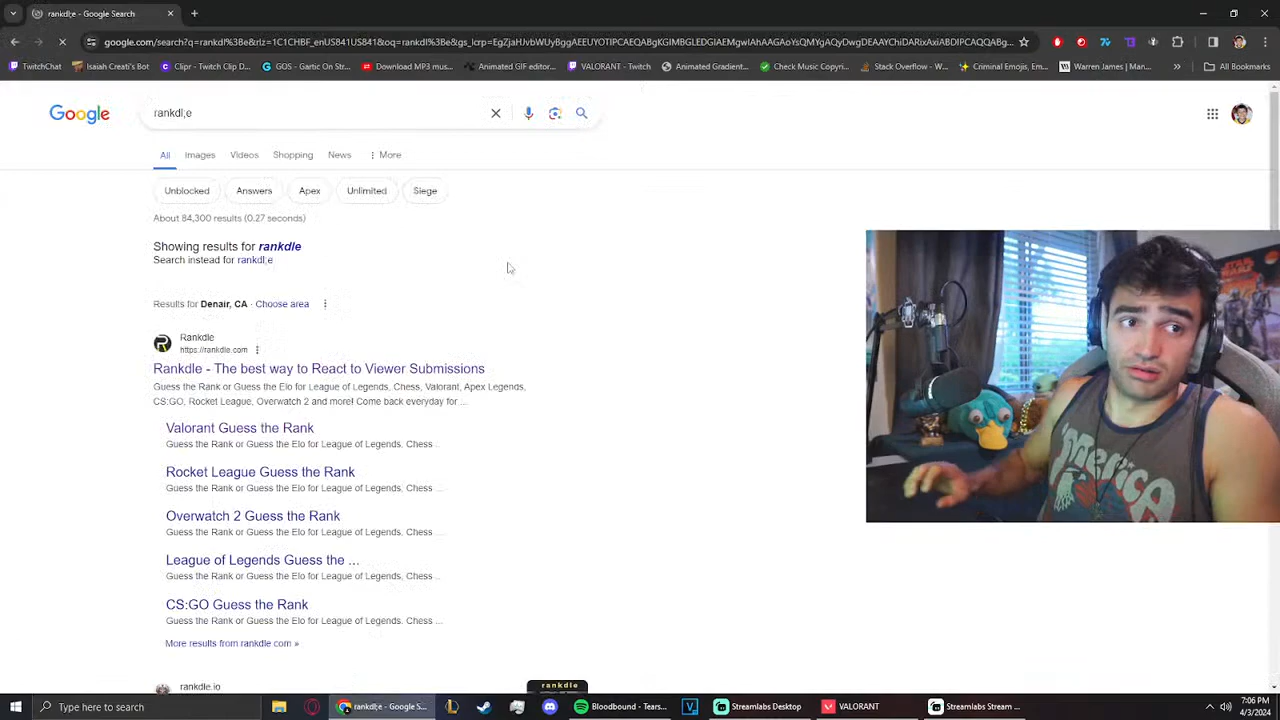 rankdl;e - Google Search
google.com/search?q=rankdl%3Be&rlz=1C1CHBF_enUS841US841&oq=rankdl%3Be&gs_lcrp=
TwitchChat
Isaiah Creati's Bot
Clipr - Twitch Clip D...
GOS - Gartic On Str...
Download MP3 mus...
Animated GIF editor...
VALORANT - Twitch
Animated Gradient...
Check Music Copyri...
Stack Overflow - W...
Criminal Emojis, Em...
Warren James | Man...
»
All Bookmarks
Google
rankdl;e
All
Images
Videos
Shopping
News
More
Unblocked
Answers
Apex
Unlimited
Siege
About 84,300 results (0.27 seconds)
Showing results for rankdle
Search instead for rankdl;e
Results for Denair, CA · Choose area
Rankdle
https://rankdle.com
Rankdle - The best way to React to Viewer Submissions
Guess the Rank or Guess the Elo for League of Legends, Chess, Valorant, Apex Legends,
CS:GO, Rocket League, Overwatch 2 and more! Come back everyday for ...
Valorant Guess the Rank
Guess the Rank or Guess the Elo for League of Legends, Chess ...
Rocket League Guess the Rank
Guess the Rank or Guess the Elo for League of Legends, Chess ...
Overwatch 2 Guess the Rank
Guess the Rank or Guess the Elo for League of Legends, Chess ...
League of Legends Guess the ...
Guess the Rank or Guess the Elo for League of Legends, Chess ...
CS:GO Guess the Rank
Guess the Rank or Guess the Elo for League of Legends, Chess ...
More results from rankdle.com »
rankdle.io
rankdle
'MERICA
Type here to search
rankdl;e - Google S...
Bloodbound - Tears...
Streamlabs Desktop
VALORANT
Streamlabs Stream ...
7:06 PM
4/3/2024